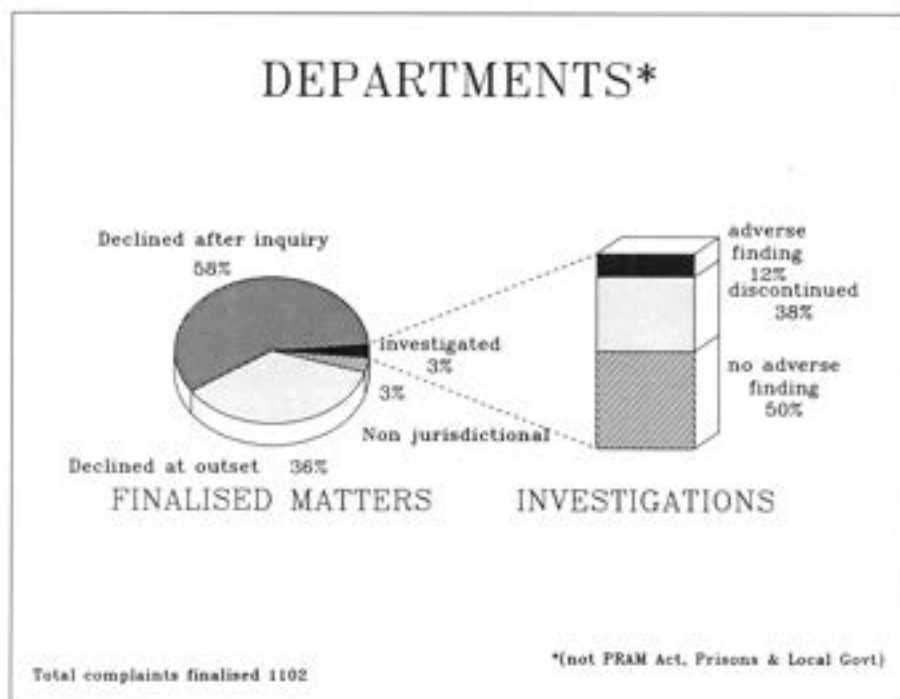 DEPARTMENTS*
Declined after inquiry
58%
investigated
3%
3%
Non jurisdictional
Declined at outset 36%
FINALISED MATTERS
adverse
finding
12%
discontinued
38%
no adverse
finding
50%
INVESTIGATIONS
Total complaints finalised 1102
*(not PRAM Act, Prisons & Local Govt)